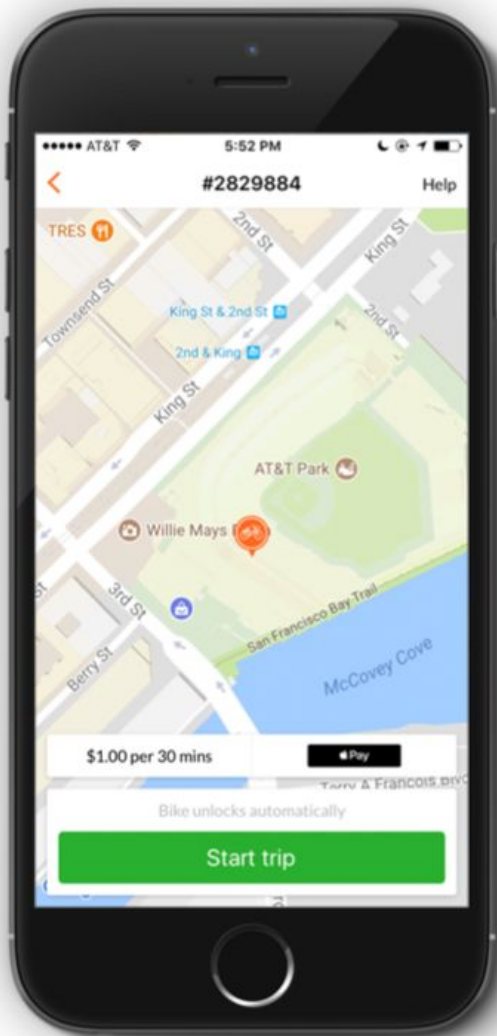 AT&T
5:52 PM
#2829884
Help
TRES
2nd St
King St
Townsend St
King St & 2nd St
2nd St
2nd & King
King St
AT&T Park
Willie Mays
3rd St
San Francisco Bay Trail
Berry St
McCovey Cove
$1.00 per 30 mins
Pay
Terry A Francois Blvd
Bike unlocks automatically
Start trip